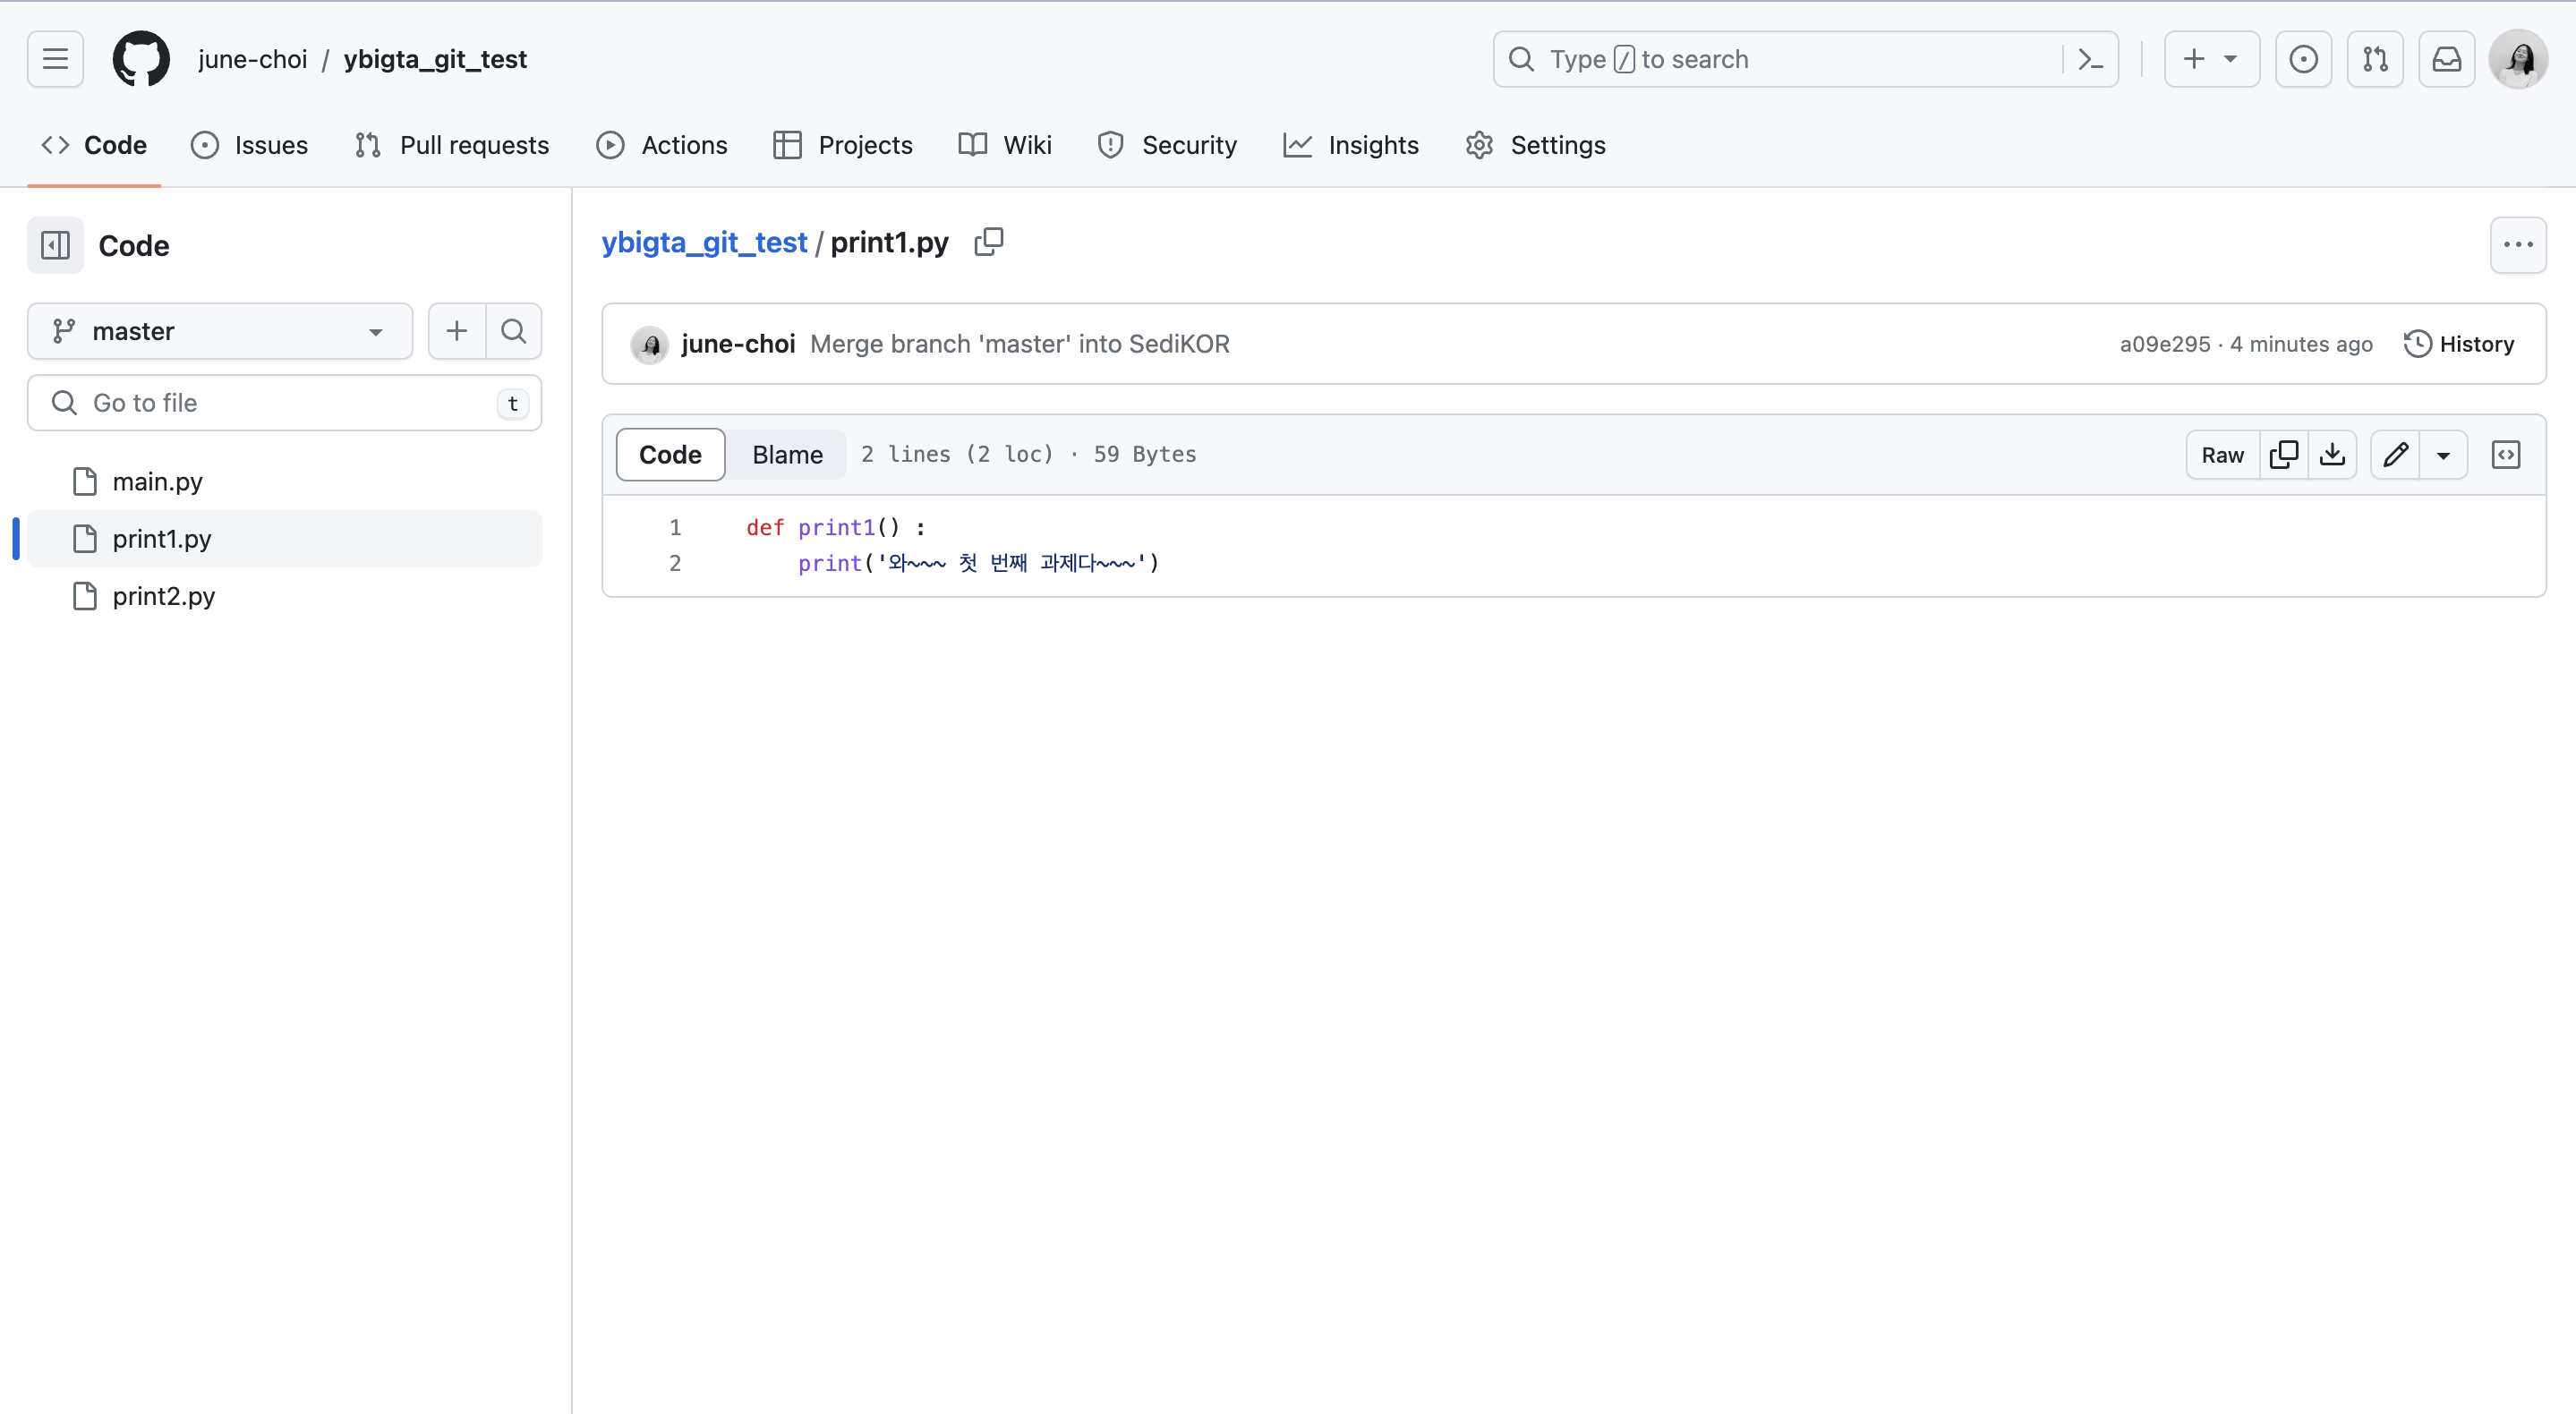 june-choi / ybigta_git_test
Type / to search
Code
Issues
Pull requests
Actions
Projects
Wiki
Security
Insights
Settings
Code
master
Go to file
t
main.py
print1.py
print2.py
ybigta_git_test / print1.py
june-choi Merge branch 'master' into SediKOR
a09e295 · 4 minutes ago
History
Code
Blame
2 lines (2 loc) · 59 Bytes
Raw
1 def print1() :
2 print('와~~~ 첫 번째 과제다~~~')